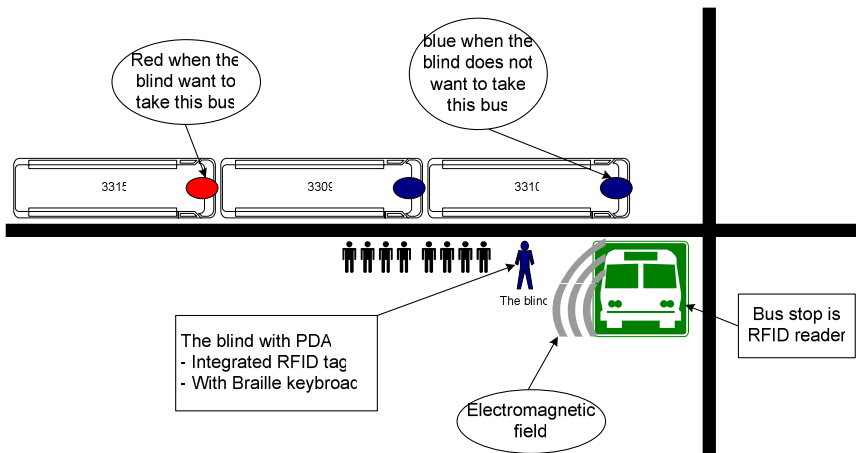 Red when the
blind want to
take this bus
blue when the
blind does not
want to take
this bus
3315
3309
3310
The blind
The blind with PDA
- Integrated RFID tag
- With Braille keybroad
Electromagnetic
field
Bus stop is
RFID reader